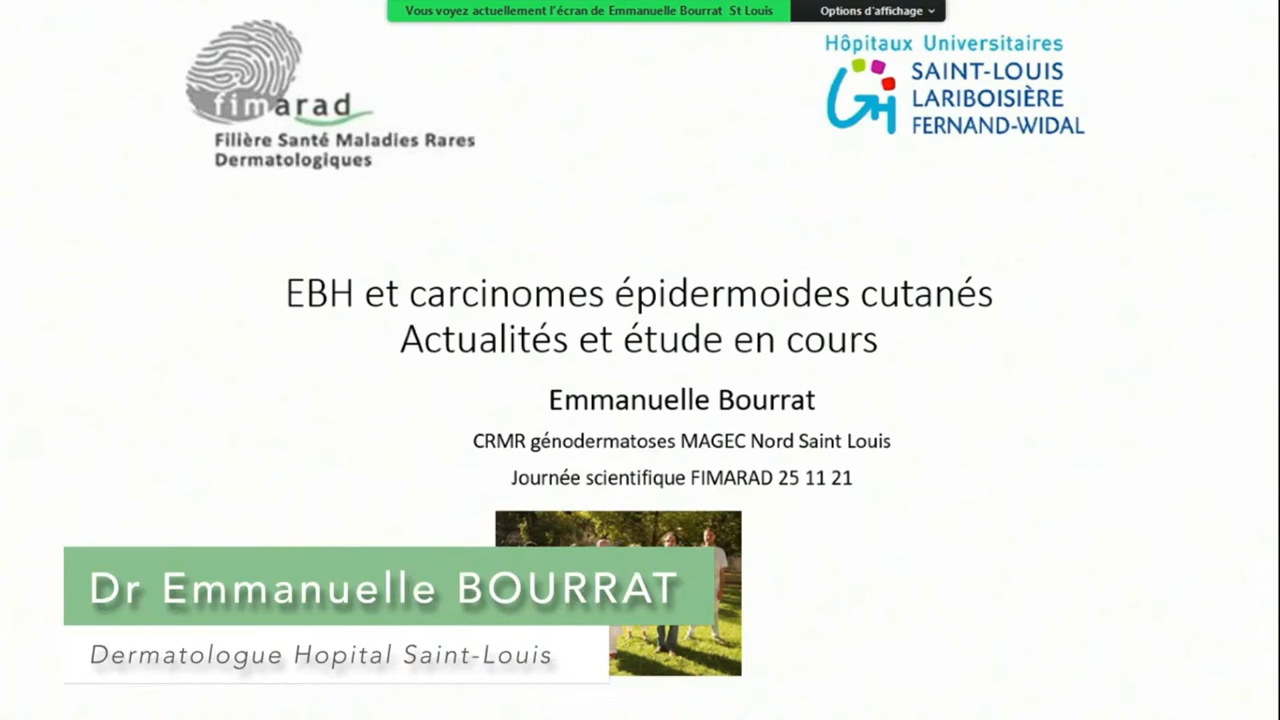 Vous voyez actuellement l'écran de Emmanuelle Bourrat St Louis
Options d'affichage
fimarad
Filière Santé Maladies Rares
Dermatologiques
Hôpitaux Universitaires
SAINT-LOUIS
LARIBOISIÈRE
FERNAND-WIDAL
EBH et carcinomes épidermoides cutanés
Actualités et étude en cours
Emmanuelle Bourrat
CRMR génodermatoses MAGEC Nord Saint Louis
Journée scientifique FIMARAD 25 11 21
Dr Emmanuelle BOURRAT
Dermatologue Hopital Saint-Louis